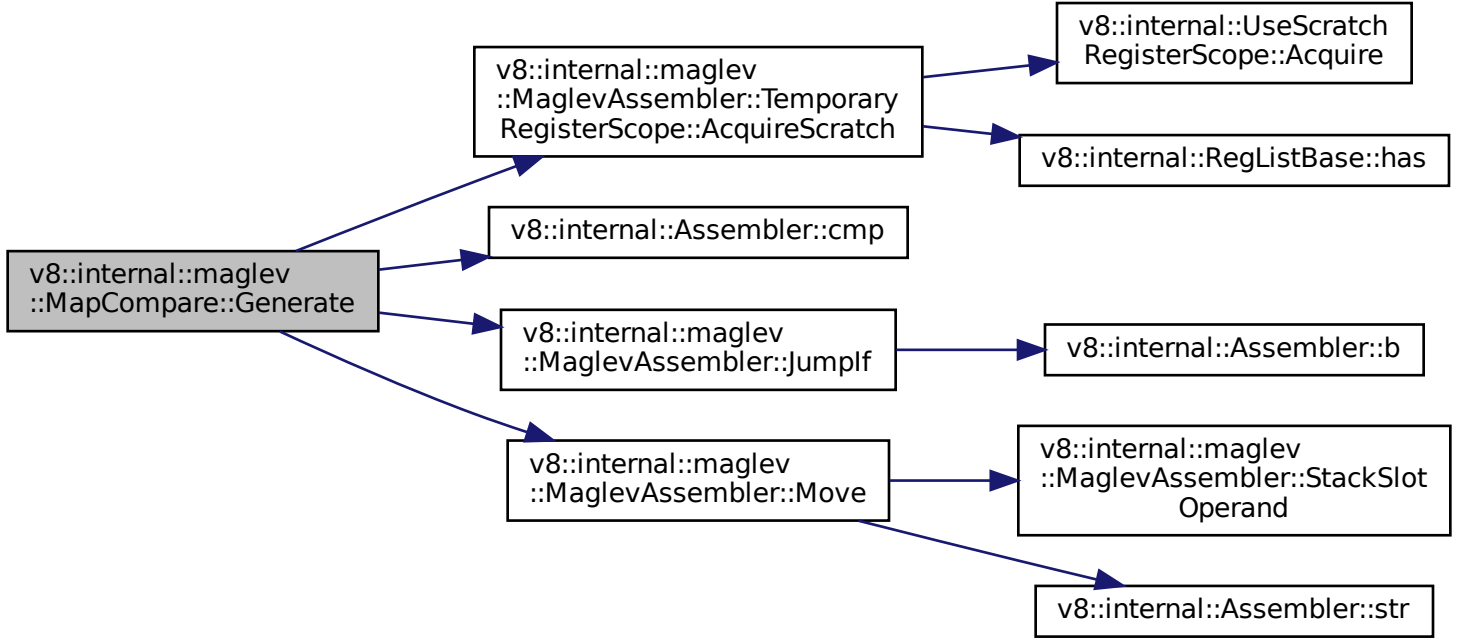 v8::internal::maglev
::MapCompare::Generate
v8::internal::maglev
::MaglevAssembler::Temporary
RegisterScope::AcquireScratch
v8::internal::UseScratch
RegisterScope::Acquire
v8::internal::RegListBase::has
v8::internal::Assembler::cmp
v8::internal::maglev
::MaglevAssembler::JumpIf
v8::internal::Assembler::b
v8::internal::maglev
::MaglevAssembler::Move
v8::internal::maglev
::MaglevAssembler::StackSlot
Operand
v8::internal::Assembler::str